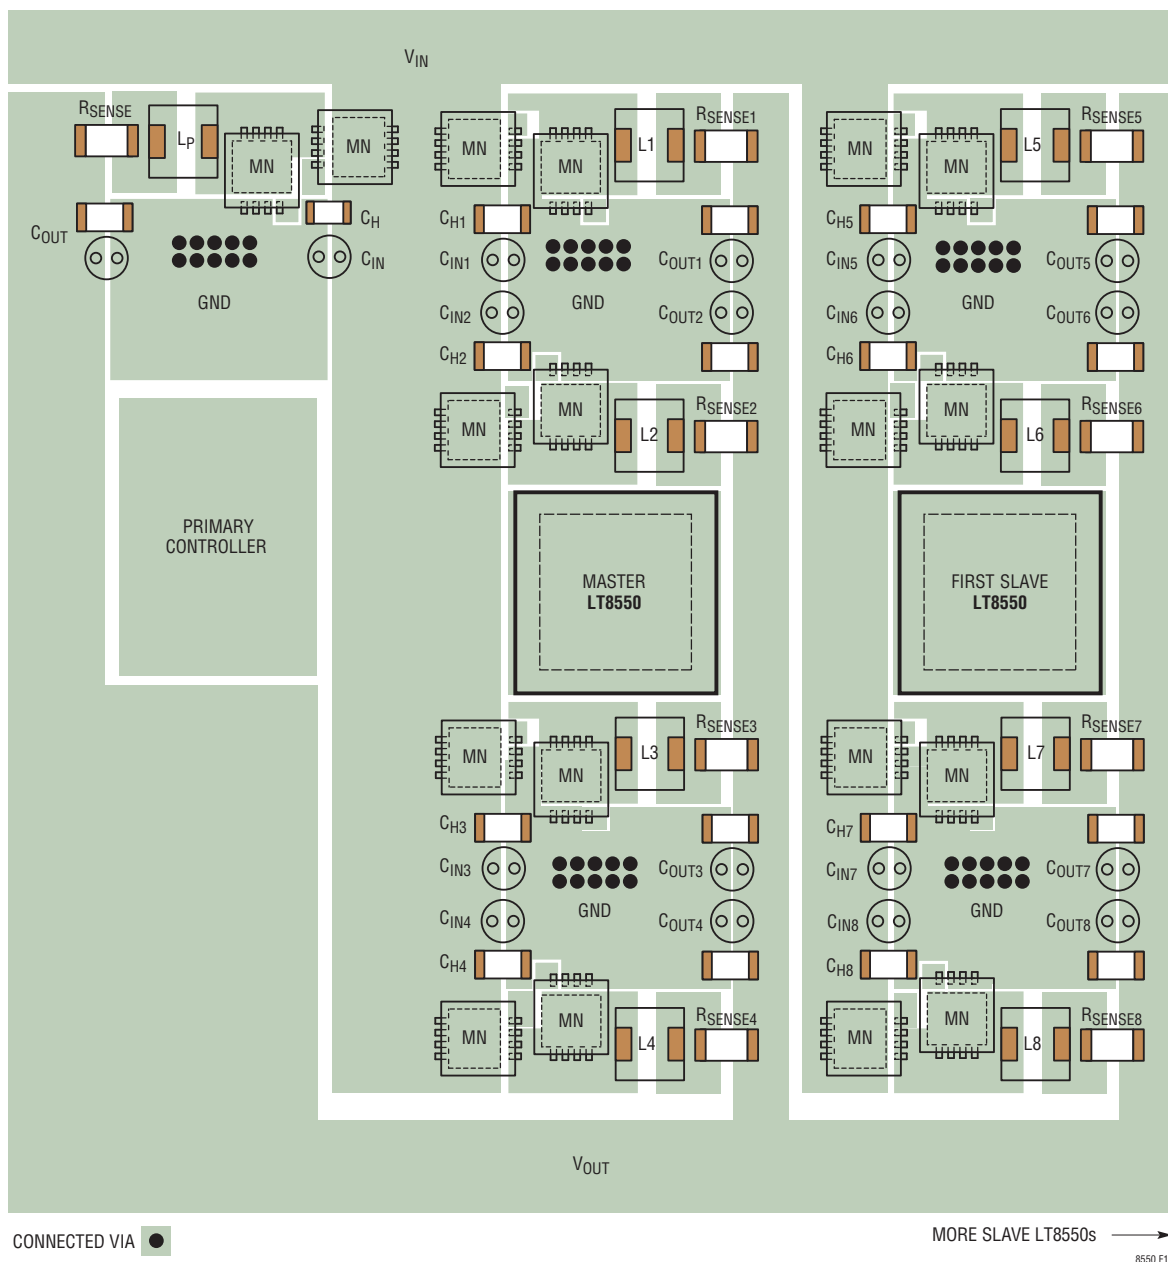 VIN
RSENSE
LP
MN
MN
CH
COUT
CIN
GND
PRIMARY
CONTROLLER
MN
MN
L1
RSENSE1
CH1
CIN1
COUT1
GND
CIN2
COUT2
CH2
MN
MN
L2
RSENSE2
MASTER
LT8550
MN
MN
L3
RSENSE3
CH3
CIN3
COUT3
GND
CIN4
COUT4
CH4
MN
MN
L4
RSENSE4
MN
MN
L5
RSENSE5
CH5
CIN5
COUT5
GND
CIN6
COUT6
CH6
MN
MN
L6
RSENSE6
FIRST SLAVE
LT8550
MN
MN
L7
RSENSE7
CH7
CIN7
COUT7
GND
CIN8
COUT8
CH8
MN
MN
L8
RSENSE8
VOUT
CONNECTED VIA
MORE SLAVE LT8550s
8550 F1